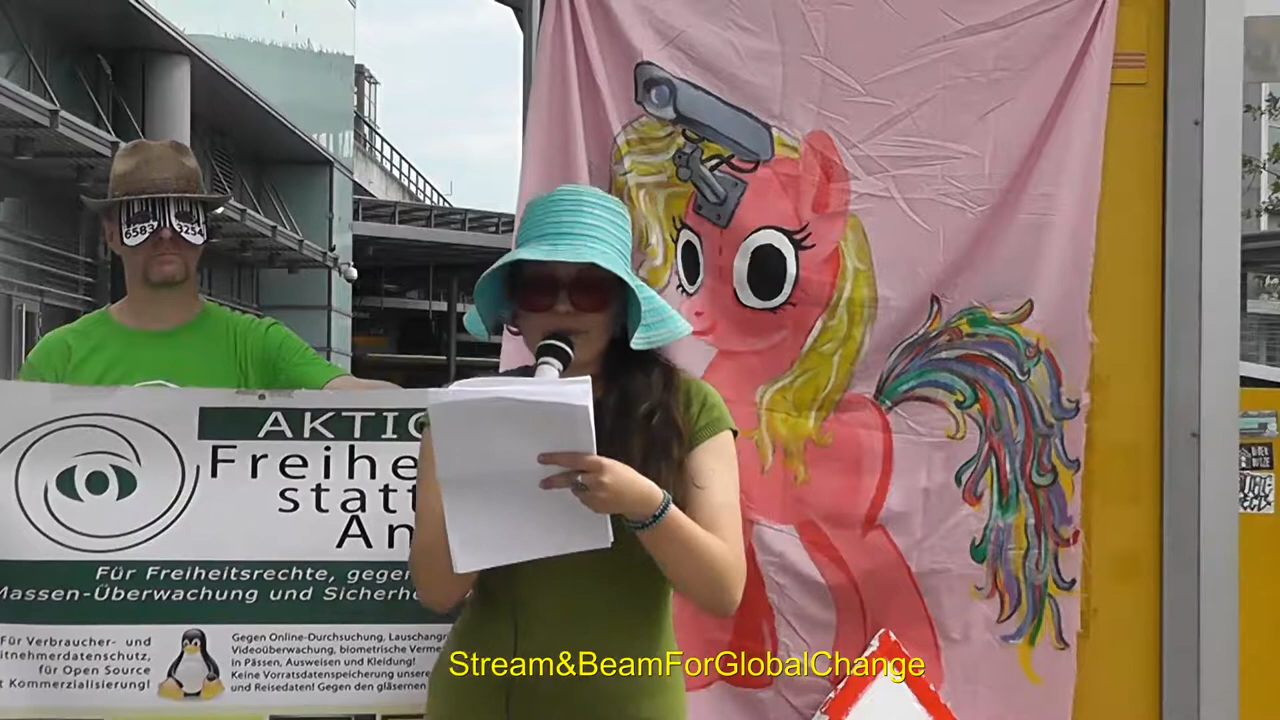 6583 3254
AKTIO
Freihe
statt
An
Für Freiheitsrechte, gegen
Massen-Überwachung und Sicherhe
Für Verbraucher- und
itnehmerdatenschutz,
für Open Source
t Kommerzialisierung!
Gegen Online-Durchsuchung, Lauschangr
Videoüberwachung, biometrische Verme
in Pässen, Ausweisen und Kleidung!
Keine Vorratsdatenspeicherung unsere
und Reisedaten! Gegen den gläsernen
Stream&BeamForGlobalChange